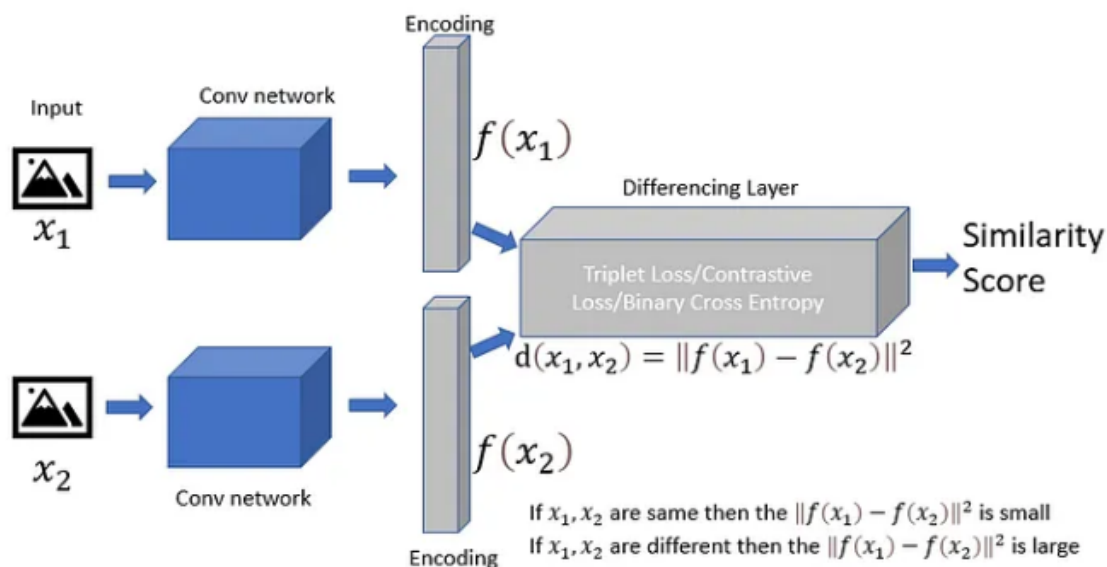 Encoding
Conv network
Input
f(x₁)
x₁
Differencing Layer
Triplet Loss/Contrastive
Loss/Binary Cross Entropy
Similarity
Score
d(x₁, x₂) = ‖f(x₁) − f(x₂)‖²
x₂
f(x₂)
Conv network
Encoding
If x₁, x₂ are same then the ‖f(x₁) − f(x₂)‖² is small
If x₁, x₂ are different then the ‖f(x₁) − f(x₂)‖² is large